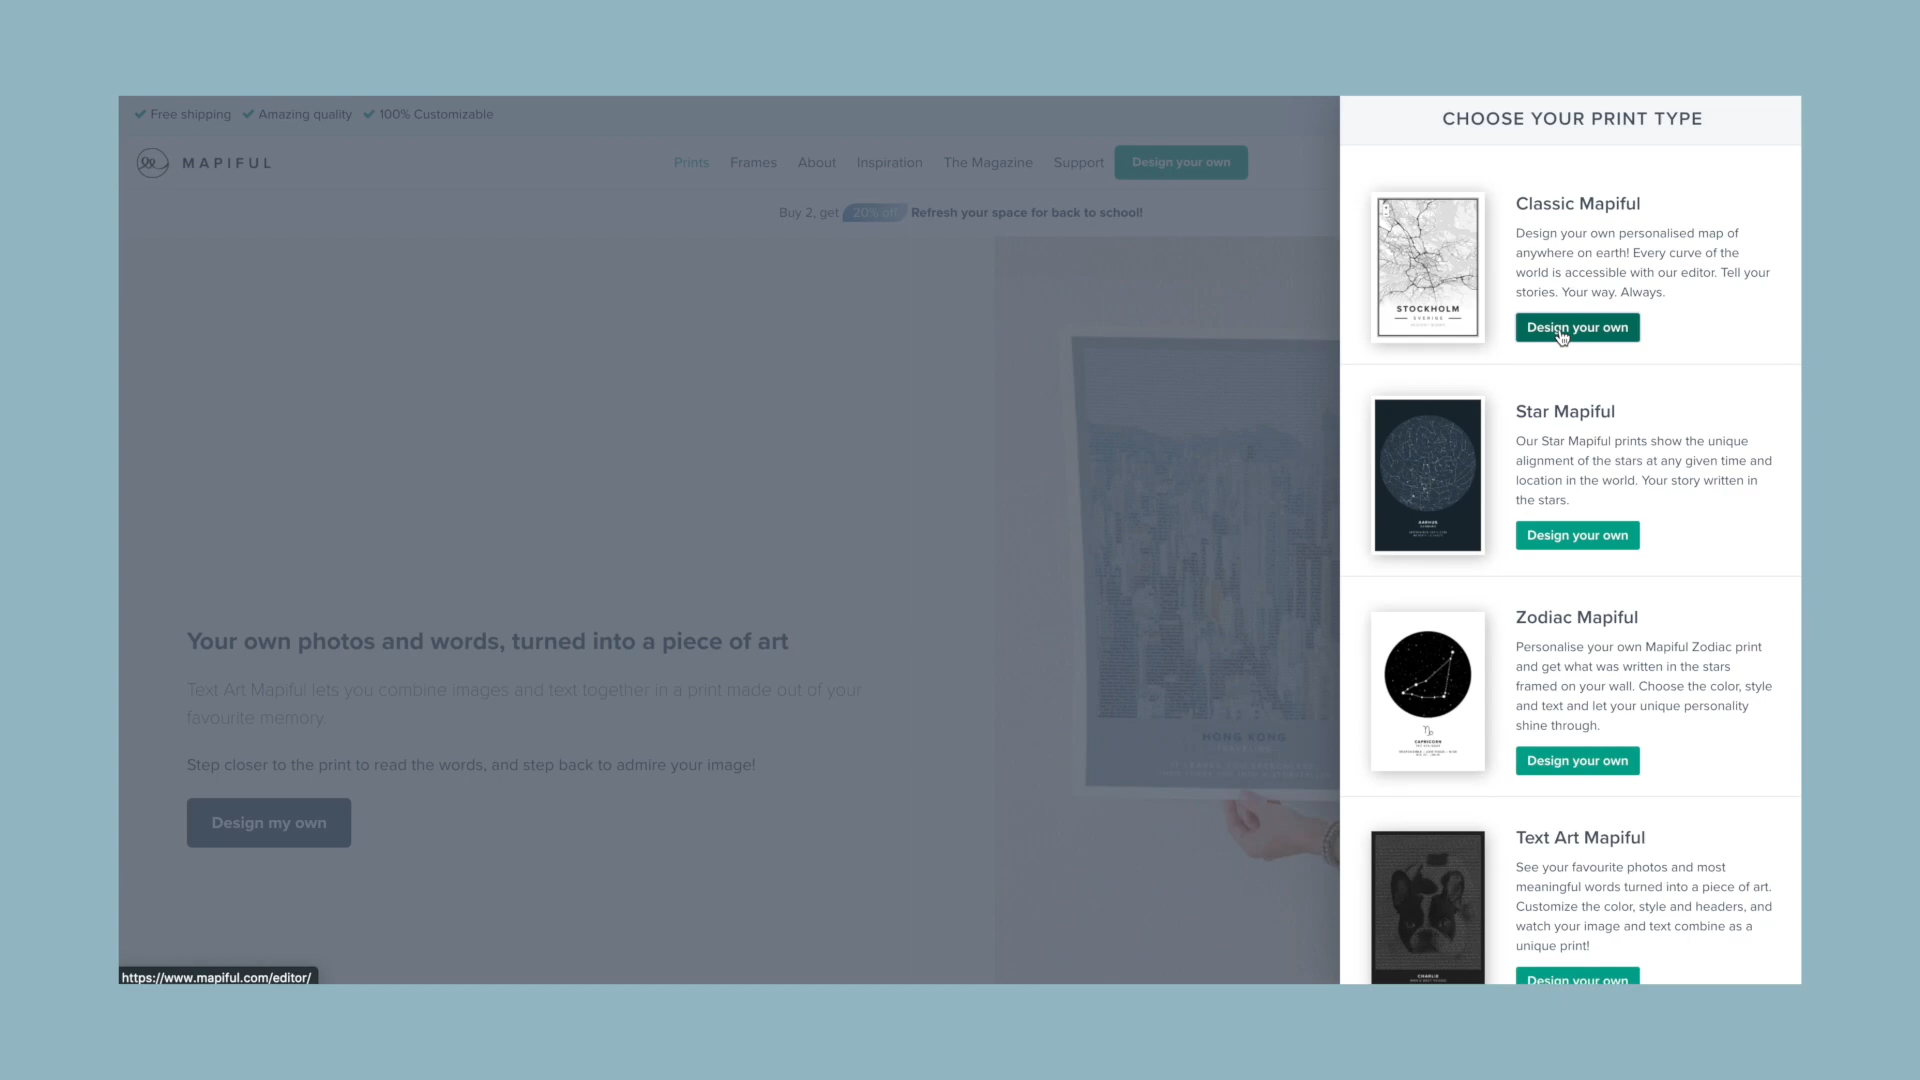 Free shipping Amazing quality 100% Customizable
MAPIFUL
Prints Frames About Inspiration The Magazine Support Design your own
Buy 2, get 20% off Refresh your space for back to school!
Your own photos and words, turned into a piece of art
Text Art Mapiful lets you combine images and text together in a print made out of your
favourite memory.
Step closer to the print to read the words, and step back to admire your image!
Design my own
HONG KONG
TRAVELING
https://www.mapiful.com/editor/
CHOOSE YOUR PRINT TYPE
STOCKHOLM
SVERIGE
Classic Mapiful
Design your own personalised map of
anywhere on earth! Every curve of the
world is accessible with our editor. Tell your
stories. Your way. Always.
Design your own
AARHUS
Star Mapiful
Our Star Mapiful prints show the unique
alignment of the stars at any given time and
location in the world. Your story written in
the stars.
Design your own
CAPRICORN
Zodiac Mapiful
Personalise your own Mapiful Zodiac print
and get what was written in the stars
framed on your wall. Choose the color, style
and text and let your unique personality
shine through.
Design your own
CHARLIE
Text Art Mapiful
See your favourite photos and most
meaningful words turned into a piece of art.
Customize the color, style and headers, and
watch your image and text combine as a
unique print!
Design your own